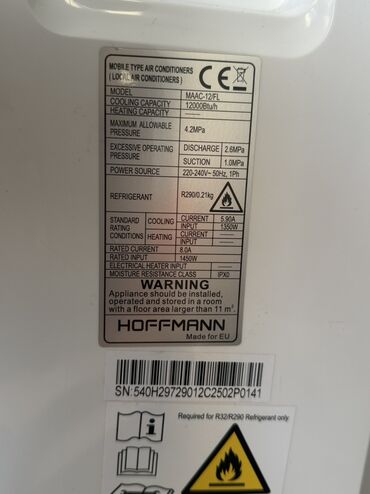 MOBILE TYPE AIR CONDITIONERS
( LOCAL AIR CONDITIONERS )
CE
MODEL MAAC-12/FL
COOLING CAPACITY 12000Btu/h
HEATING CAPACITY ——
MAXIMUM ALLOWABLE PRESSURE 4.2MPa
EXCESSIVE OPERATING PRESSURE DISCHARGE 2.6MPa
SUCTION 1.0MPa
POWER SOURCE 220-240V~ 50Hz, 1Ph
REFRIGERANT R290/0.21kg
STANDARD RATING CONDITIONS COOLING CURRENT 5.90A
INPUT 1350W
HEATING CURRENT ——
INPUT ——
RATED CURRENT 8.0A
RATED INPUT 1450W
ELECTRICAL HEATER INPUT ——
MOISTURE RESISTANCE CLASS IPX0
WARNING
Appliance should be installed,
operated and stored in a room
with a floor area larger than 11 m².
HOFFMANN
Made for EU
SN:540H29729012C2502P0141
Required for R32/R290 Refrigerant only